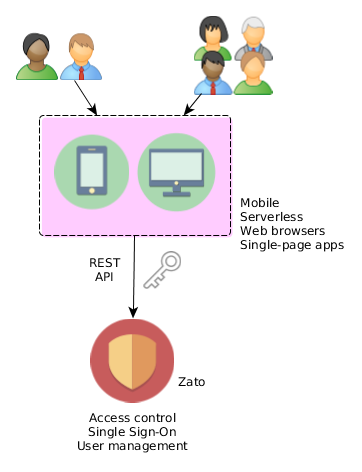 Mobile
Serverless
Web browsers
Single-page apps
REST
API
Zato
Access control
Single Sign-On
User management